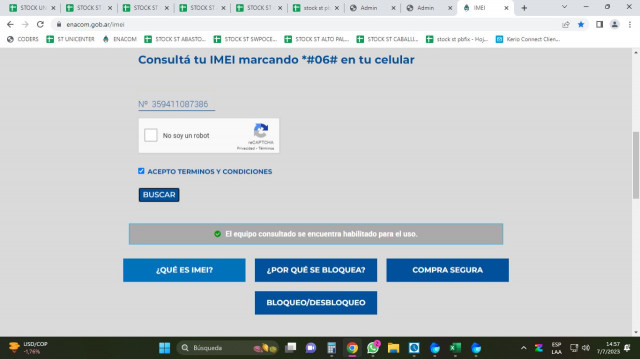 STOCK U
STOCK ST
STOCK ST
STOCK ST
STOCK ST
stock st p
Admin
Admin
IMEI
enacom.gob.ar/imei
CODERS
ST UNICENTER
ENACOM
STOCK ST ABASTO...
STOCK ST SWPOCE...
STOCK ST ALTO PAL...
STOCK ST CABALLI...
stock st pbfix - Hoj...
Kerio Connect Clien...
Consultá tu IMEI marcando *#06# en tu celular
Nº 359411087386
No soy un robot
reCAPTCHA
Privacidad - Términos
ACEPTO TERMINOS Y CONDICIONES
BUSCAR
El equipo consultado se encuentra habilitado para el uso.
¿QUÉ ES IMEI?
¿POR QUÉ SE BLOQUEA?
COMPRA SEGURA
BLOQUEO/DESBLOQUEO
USD/COP
-1,76%
Búsqueda
ESP
LAA
14:57
7/7/2023